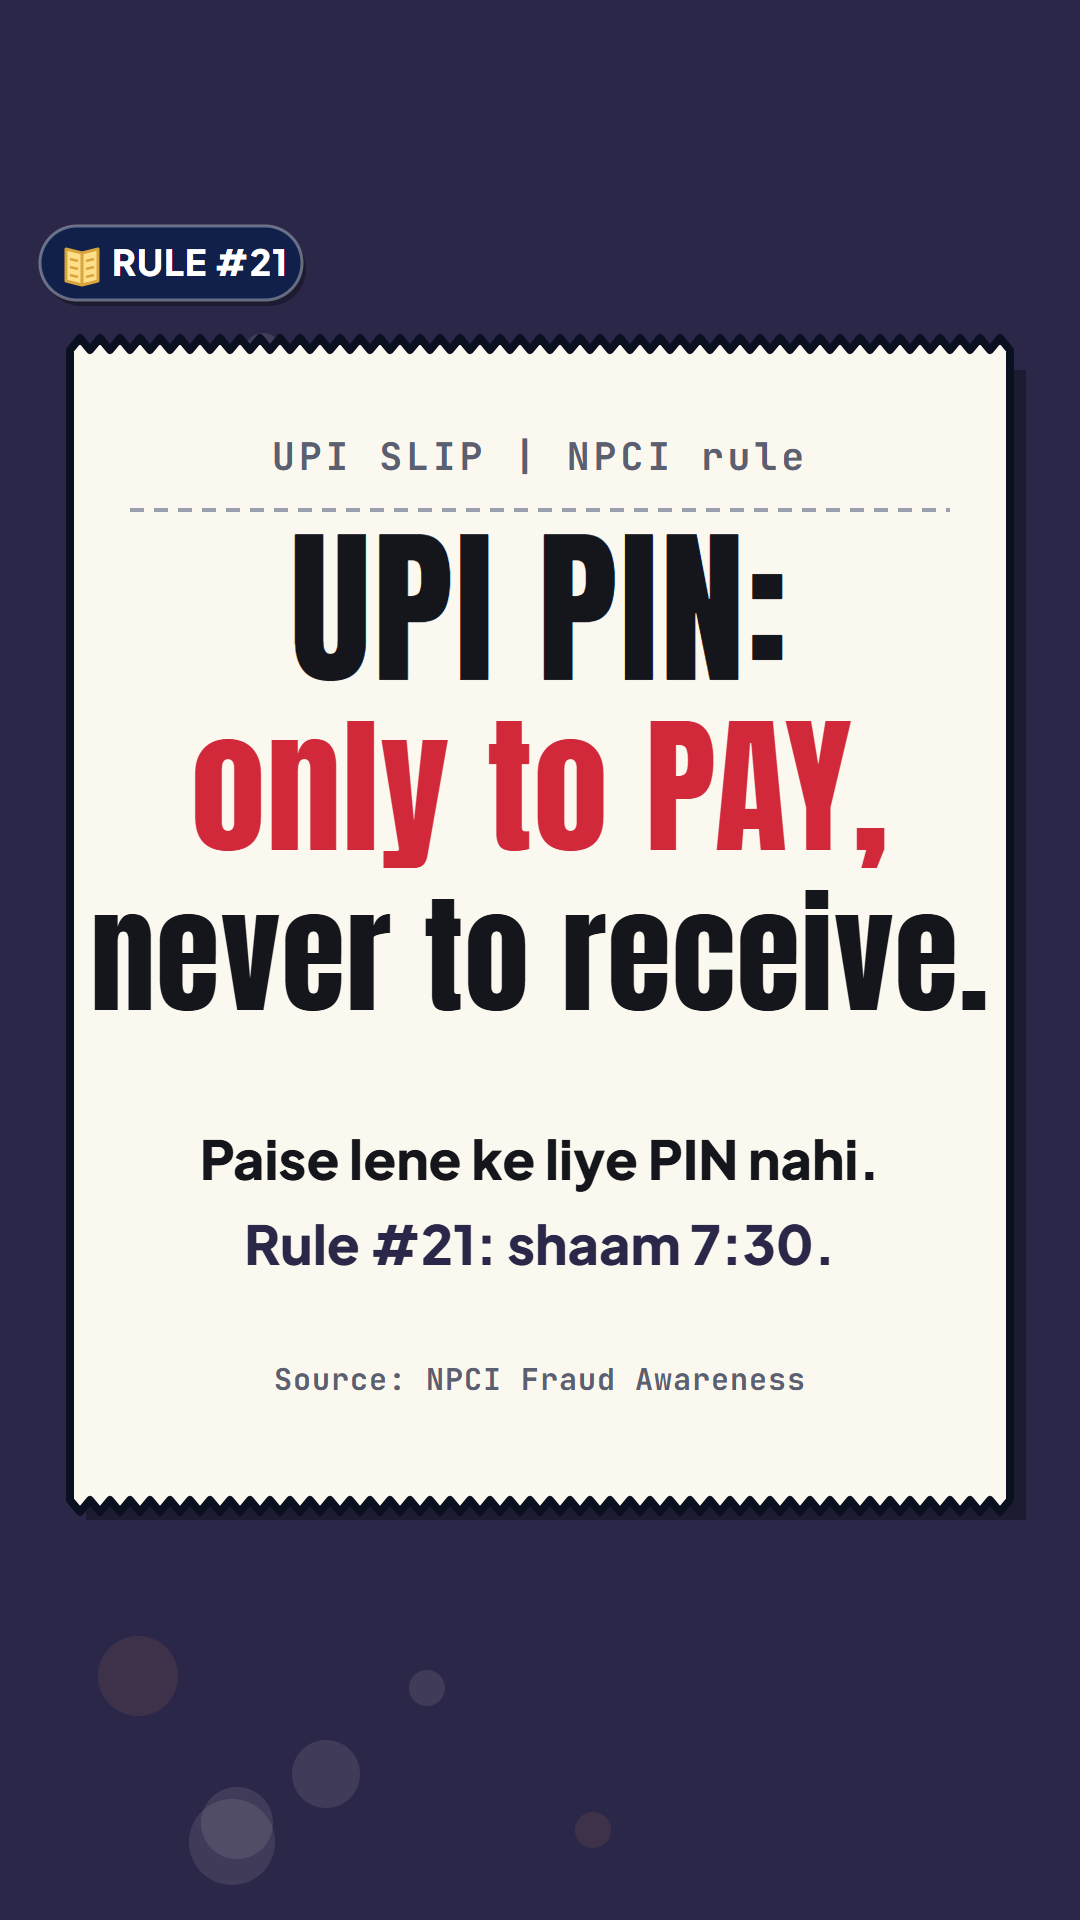 RULE #21
UPI SLIP | NPCI rule
UPI PIN:
only to PAY,
never to receive.
Paise lene ke liye PIN nahi.
Rule #21: shaam 7:30.
Source: NPCI Fraud Awareness